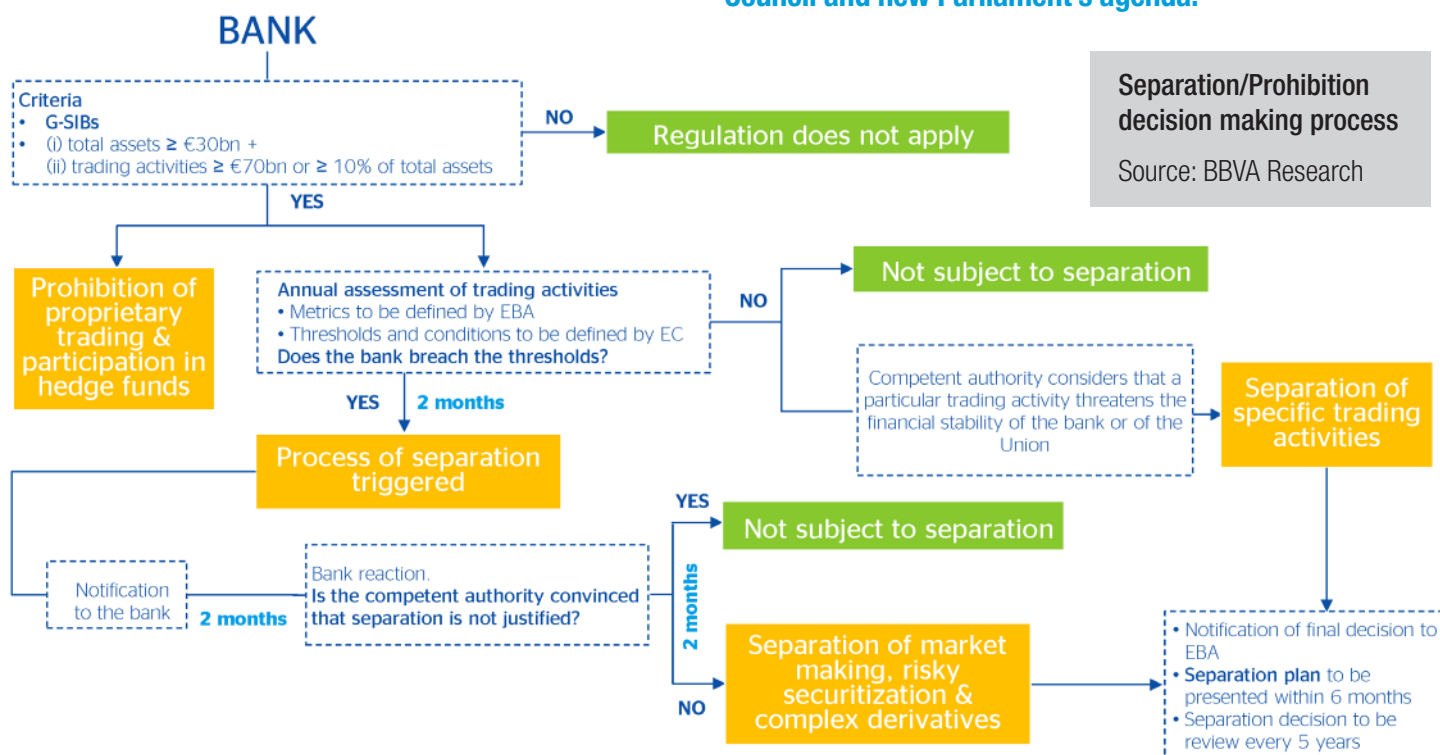 Council and new Parliament's agenda.
BANK
Separation/Prohibition
decision making process
Source: BBVA Research
Criteria
• G-SIBs
• (i) total assets ≥ €30bn +
(ii) trading activities ≥ €70bn or ≥ 10% of total assets
NO
Regulation does not apply
YES
Prohibition of
proprietary
trading &
participation in
hedge funds
Annual assessment of trading activities
• Metrics to be defined by EBA
• Thresholds and conditions to be defined by EC
Does the bank breach the thresholds?
NO
Not subject to separation
Competent authority considers that a
particular trading activity threatens the
financial stability of the bank or of the
Union
Separation of
specific trading
activities
YES 2 months
Process of separation
triggered
Notification
to the bank
2 months
Bank reaction.
Is the competent authority convinced
that separation is not justified?
YES
Not subject to separation
2 months
NO
Separation of market
making, risky
securitization &
complex derivatives
• Notification of final decision to
EBA
• Separation plan to be
presented within 6 months
• Separation decision to be
review every 5 years